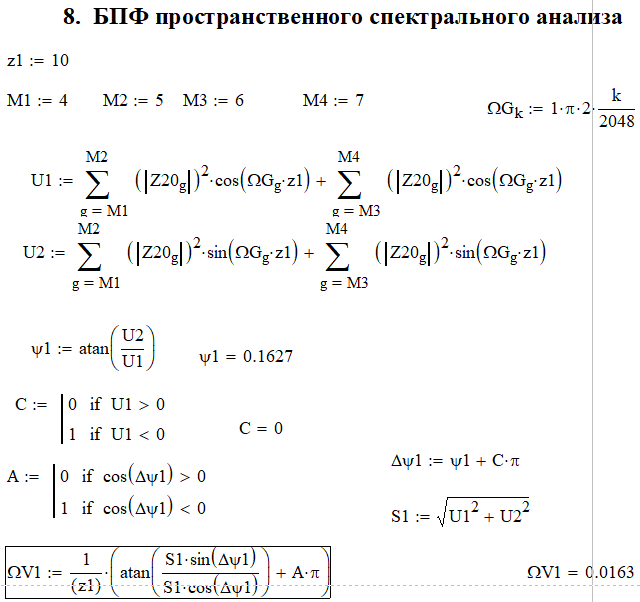 8. БПФ пространственного спектрального анализа
z1 := 10
M1 := 4 M2 := 5 M3 := 6 M4 := 7 ΩG_k := 1·π·2·k/2048
U1 := ∑_{g = M1}^{M2} (|Z20_g|)^2·cos(ΩG_g·z1) + ∑_{g = M3}^{M4} (|Z20_g|)^2·cos(ΩG_g·z1)
U2 := ∑_{g = M1}^{M2} (|Z20_g|)^2·sin(ΩG_g·z1) + ∑_{g = M3}^{M4} (|Z20_g|)^2·sin(ΩG_g·z1)
ψ1 := atan(U2/U1) ψ1 = 0.1627
C := |0 if U1 > 0
|1 if U1 < 0
C = 0
A := |0 if cos(Δψ1) > 0
|1 if cos(Δψ1) < 0
Δψ1 := ψ1 + C·π
S1 := √(U1^2 + U2^2)
ΩV1 := 1/(z1)·(atan(S1·sin(Δψ1)/S1·cos(Δψ1)) + A·π) ΩV1 = 0.0163